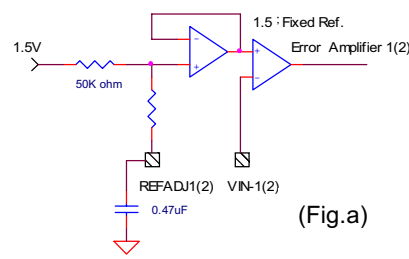 1.5 : Fixed Ref.
1.5V
Error Amplifier 1(2)
50K ohm
REFADJ1(2)
VIN-1(2)
0.47uF
(Fig.a)